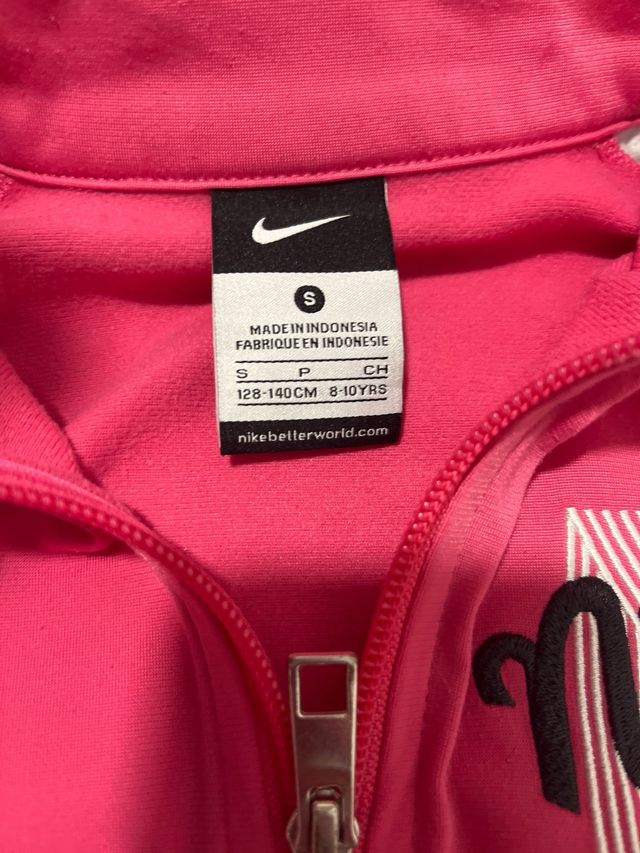 S
MADE IN INDONESIA
FABRIQUE EN INDONESIE
S P CH
128-140CM 8-10YRS
nikebetterworld.com